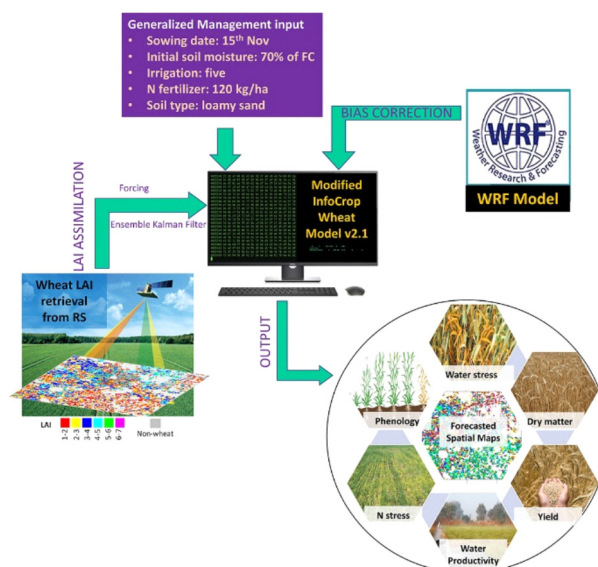 Generalized Management input
• Sowing date: 15th Nov
• Initial soil moisture: 70% of FC
• Irrigation: five
• N fertilizer: 120 kg/ha
• Soil type: loamy sand
BIAS CORRECTION
WRF
Weather Research & Forecasting
WRF Model
LAI ASSIMILATION
Forcing
Ensemble Kalman Filter
Modified
InfoCrop
Wheat
Model v2.1
Wheat LAI
retrieval
from RS
LAI
1-2
2-3
3-4
4-5
5-6
6-7
Non-wheat
OUTPUT
Water stress
Phenology
Forecasted
Spatial Maps
Dry matter
N stress
Yield
Water
Productivity